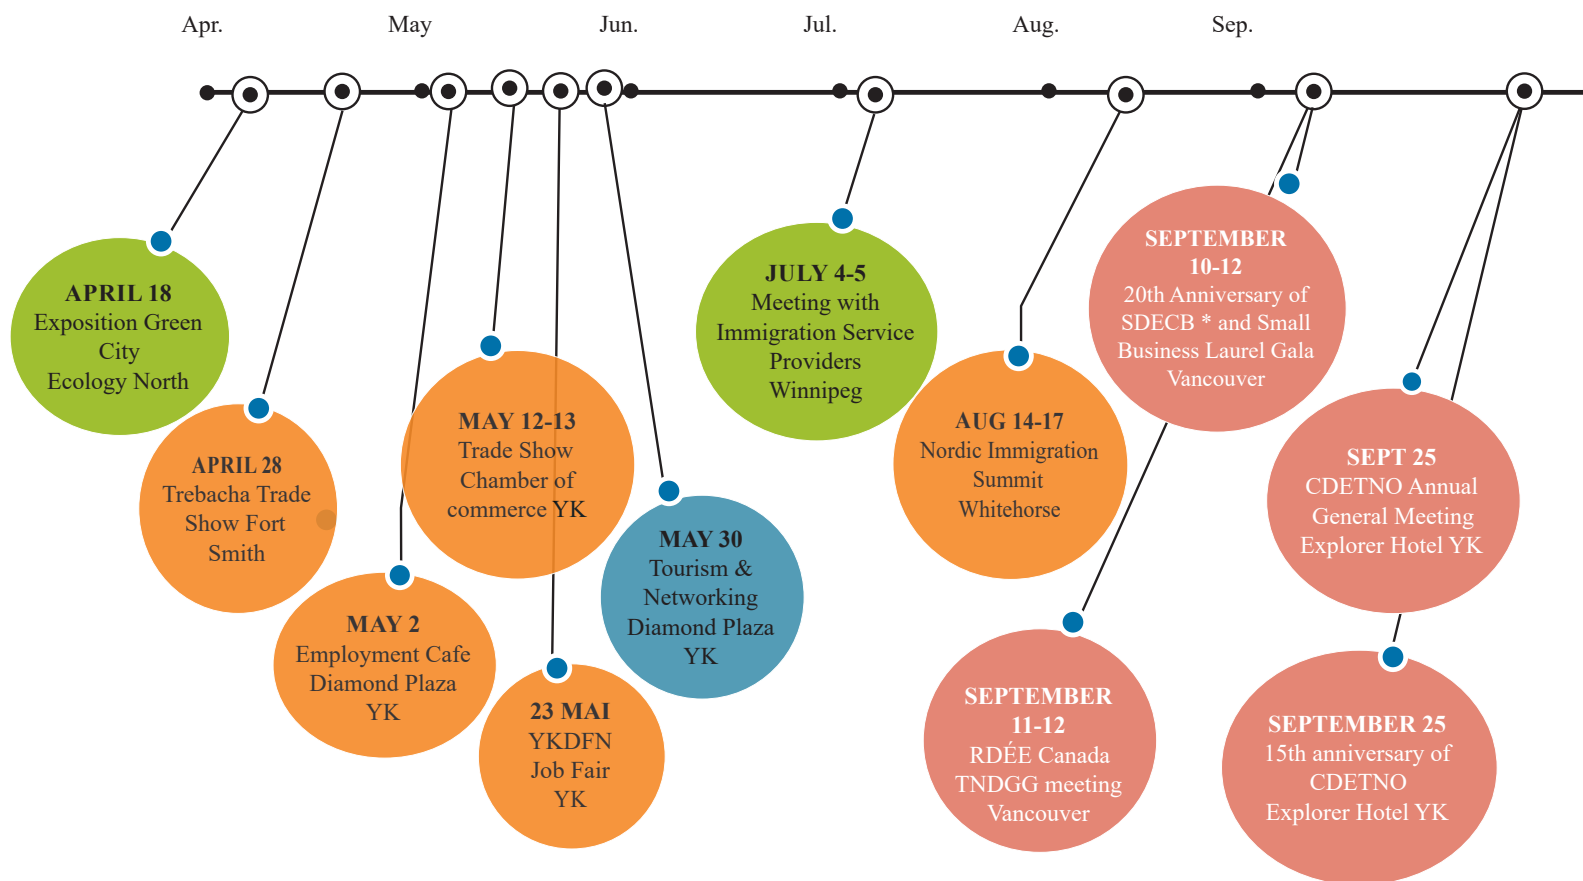 Apr.
May
Jun.
Jul.
Aug.
Sep.
APRIL 18
Exposition Green
City
Ecology North
APRIL 28
Trebacha Trade
Show Fort
Smith
MAY 2
Employment Cafe
Diamond Plaza
YK
MAY 12-13
Trade Show
Chamber of
commerce YK
23 MAI
YKDFN
Job Fair
YK
MAY 30
Tourism &
Networking
Diamond Plaza
YK
JULY 4-5
Meeting with
Immigration Service
Providers
Winnipeg
AUG 14-17
Nordic Immigration
Summit
Whitehorse
SEPTEMBER
10-12
20th Anniversary of
SDECB * and Small
Business Laurel Gala
Vancouver
SEPTEMBER
11-12
RDÉE Canada
TNDGG meeting
Vancouver
SEPT 25
CDETNO Annual
General Meeting
Explorer Hotel YK
SEPTEMBER 25
15th anniversary of
CDETNO
Explorer Hotel YK